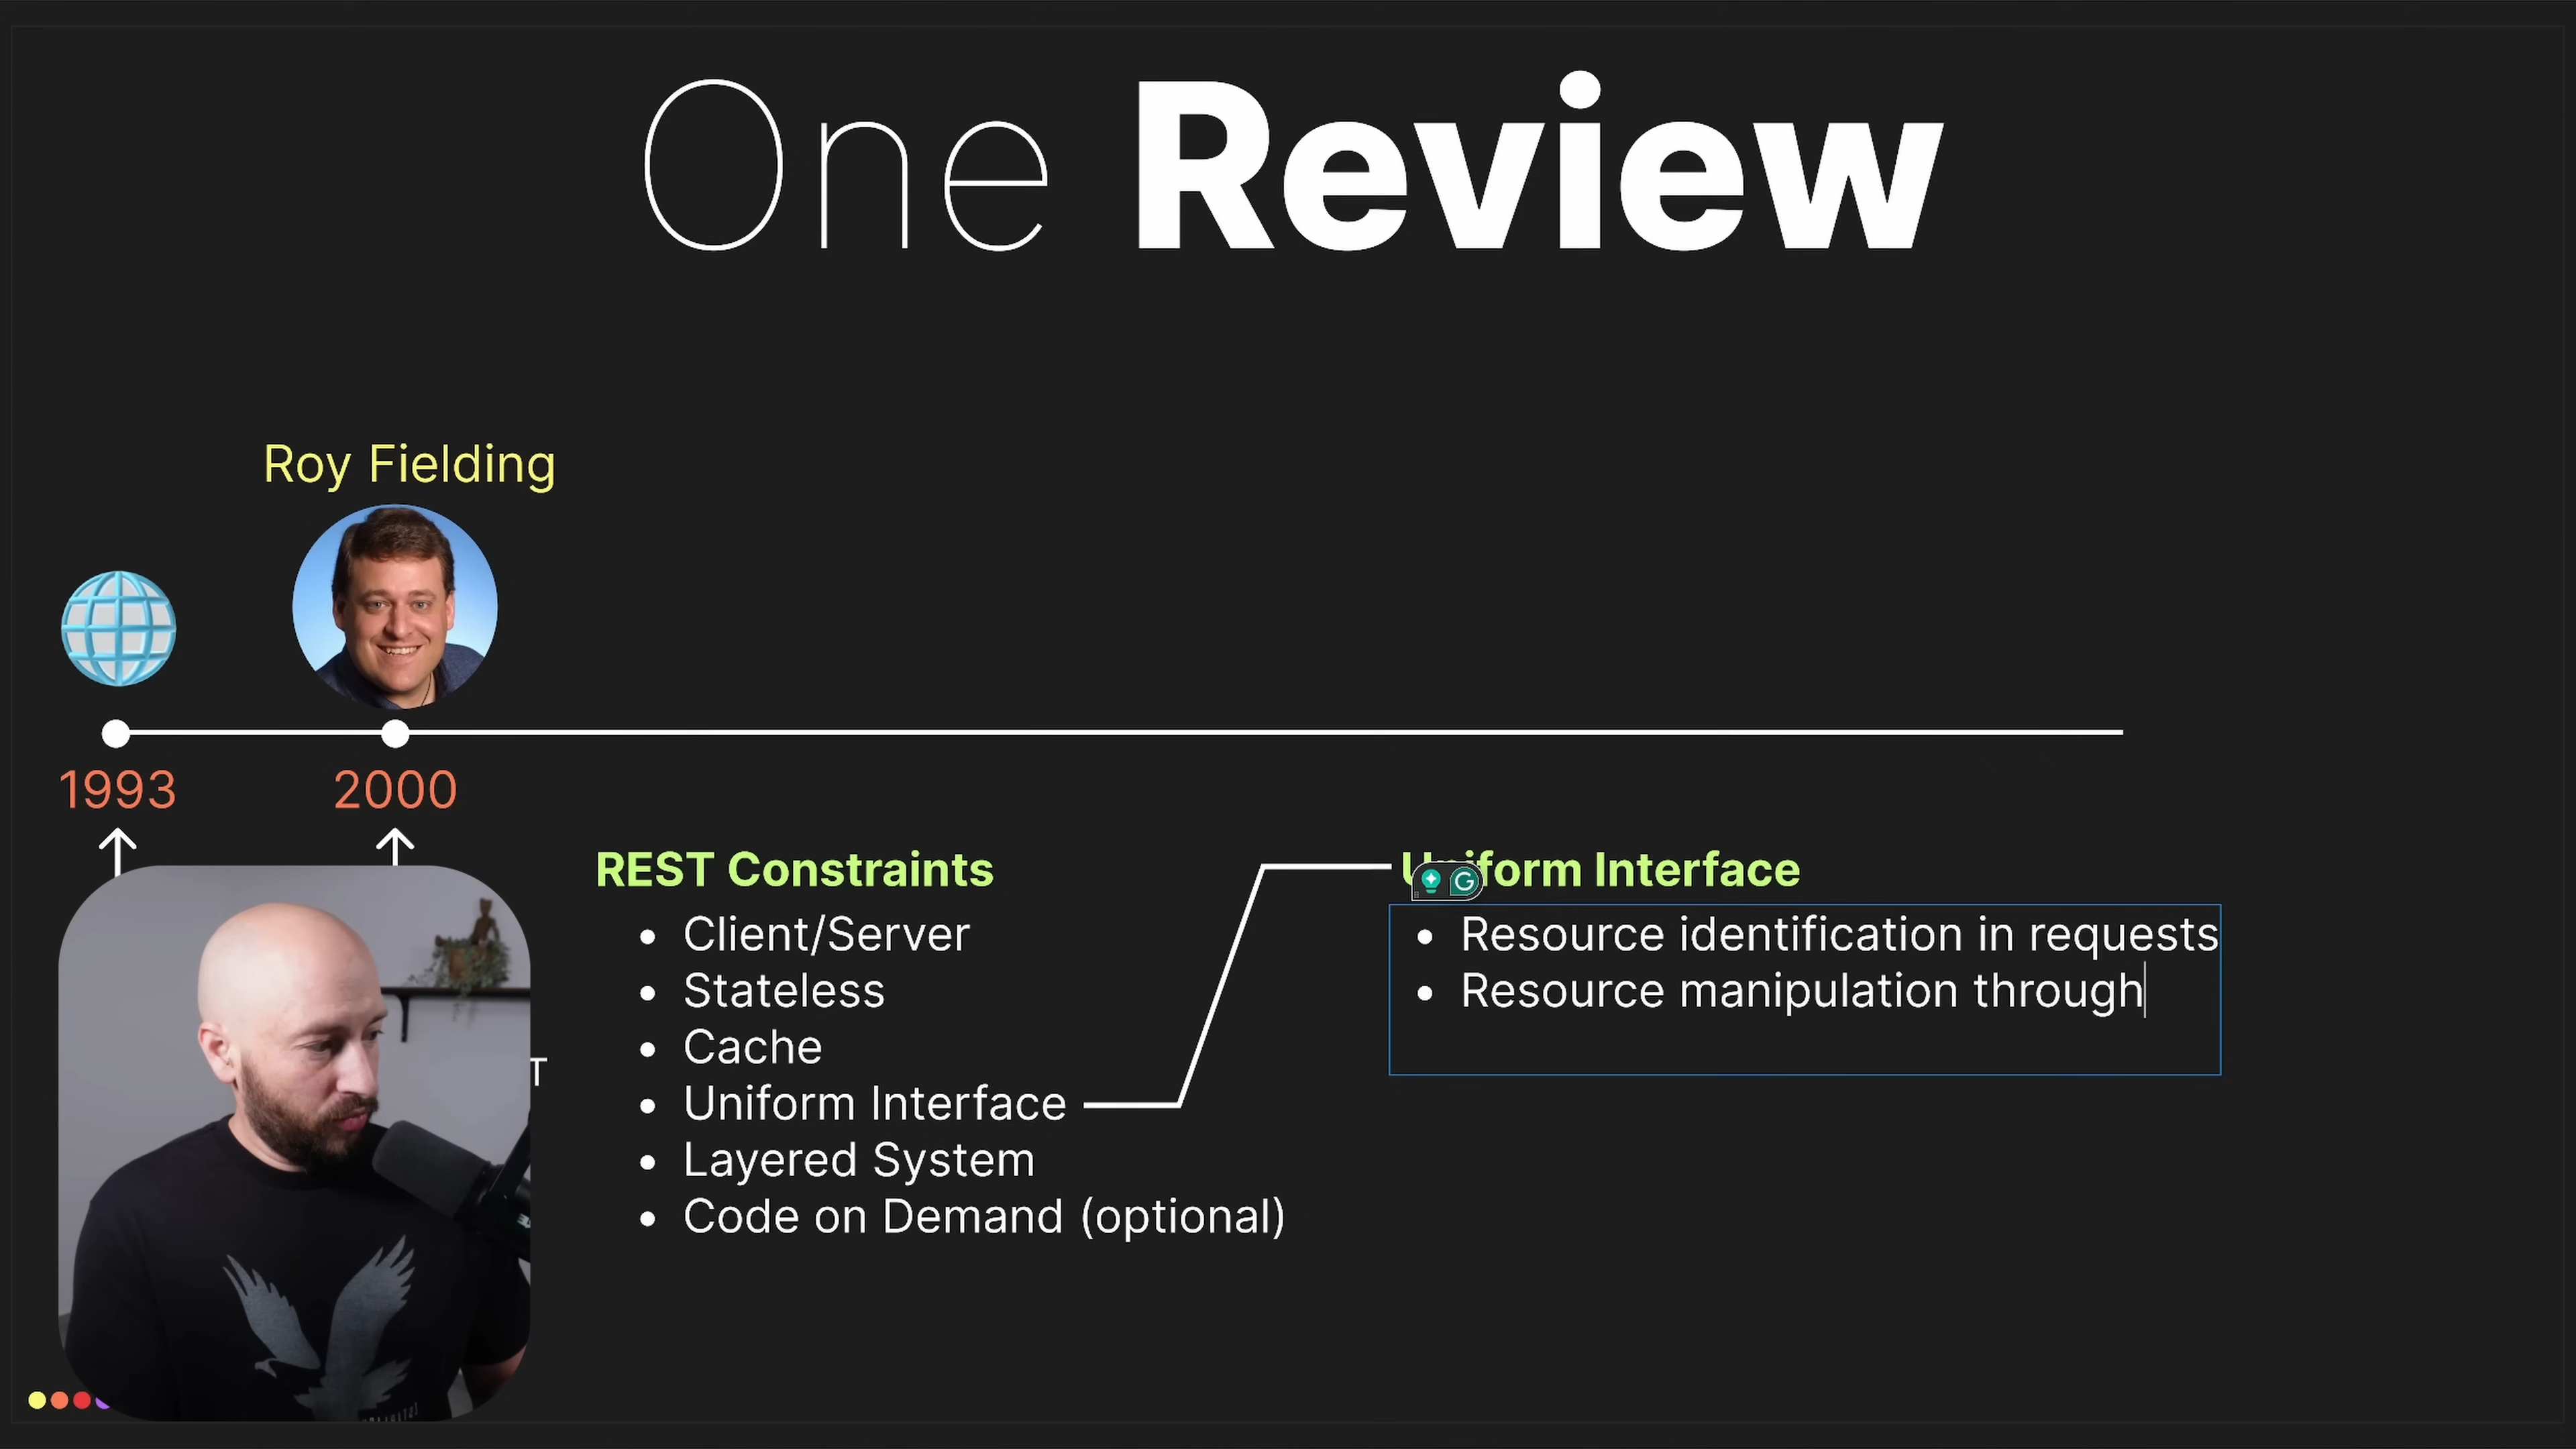 One Review
Roy Fielding
1993
2000
REST Constraints
Client/Server
Stateless
Cache
Uniform Interface
Layered System
Code on Demand (optional)
Uniform Interface
Resource identification in requests
Resource manipulation through
T